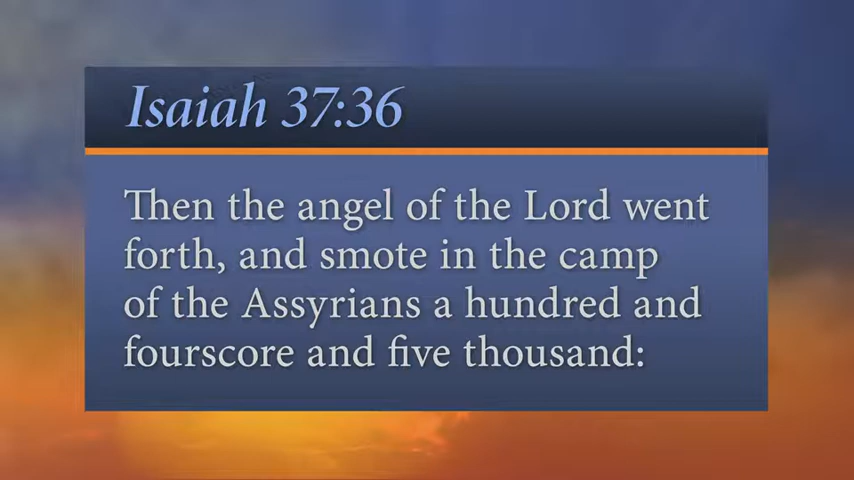 Isaiah 37:36
Then the angel of the Lord went
forth, and smote in the camp
of the Assyrians a hundred and
fourscore and five thousand: